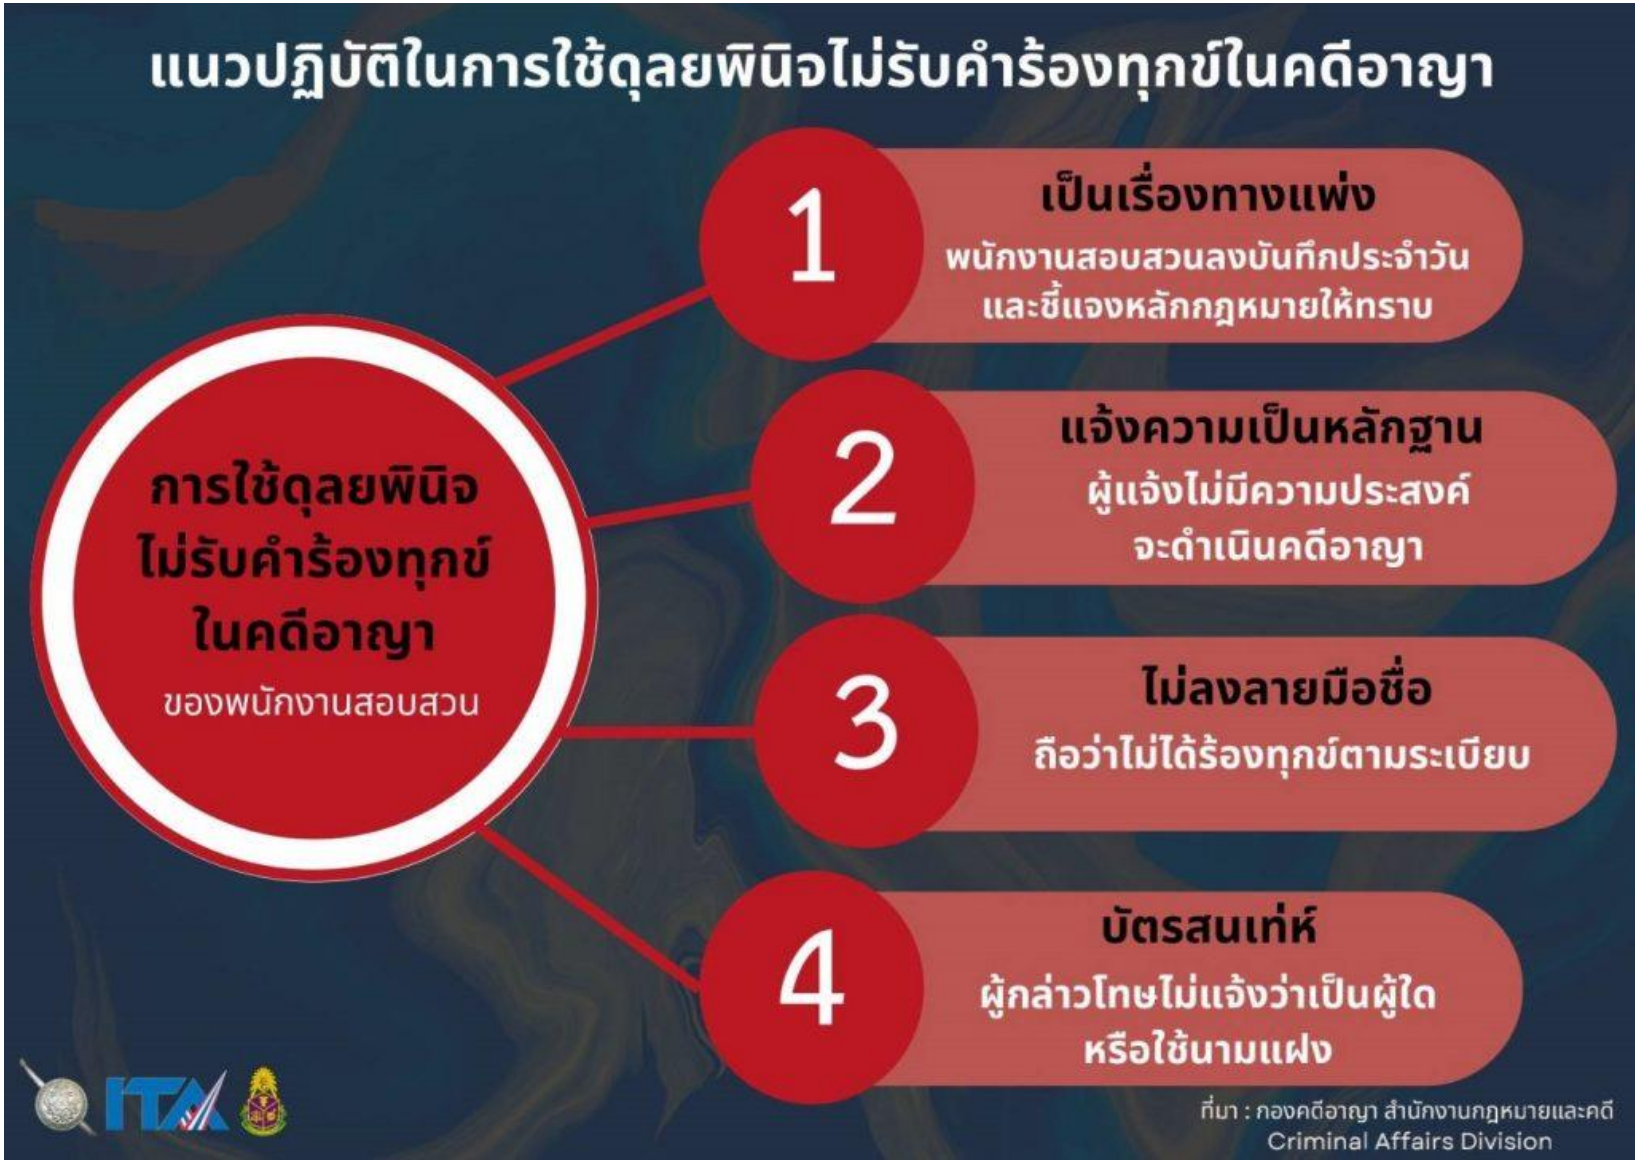 แนวปฏิบัติในการใช้ดุลยพินิจไม่รับคำร้องทุกข์ในคดีอาญา
การใช้ดุลยพินิจ
ไม่รับคำร้องทุกข์
ในคดีอาญา
ของพนักงานสอบสวน
1
เป็นเรื่องทางแพ่ง
พนักงานสอบสวนลงบันทึกประจำวัน
และชี้แจงหลักกฎหมายให้ทราบ
2
แจ้งความเป็นหลักฐาน
ผู้แจ้งไม่มีความประสงค์
จะดำเนินคดีอาญา
3
ไม่ลงลายมือชื่อ
ถือว่าไม่ได้ร้องทุกข์ตามระเบียบ
4
บัตรสนเท่ห์
ผู้กล่าวโทษไม่แจ้งว่าเป็นผู้ใด
หรือใช้นามแฝง
ITA
ที่มา : กองคดีอาญา สำนักงานกฎหมายและคดี
Criminal Affairs Division